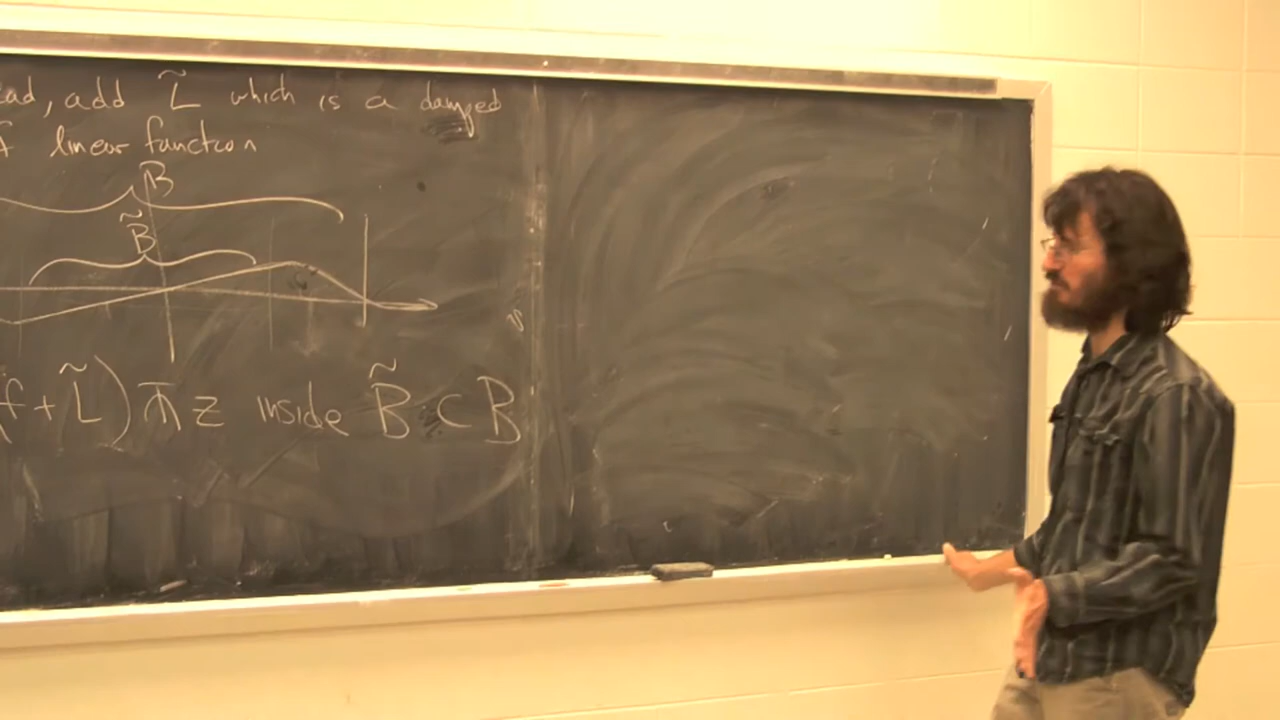 ad, add L̃ which is a damped
f linear function
B
B̃
f + L̃) ⋔ z inside B̃ ⊂ B